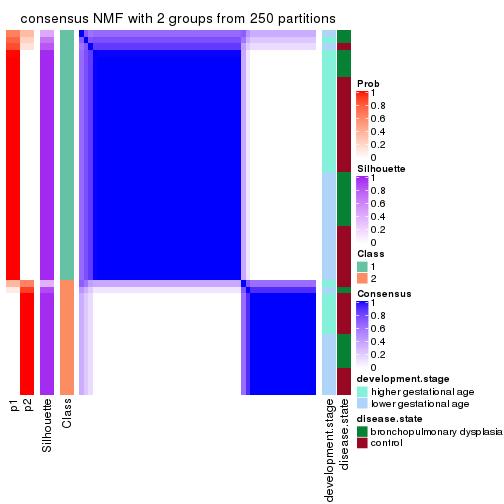 consensus NMF with 2 groups from 250 partitions
Prob
1
0.8
0.6
0.4
0.2
0
Silhouette
1
0.8
0.6
0.4
0.2
0
Class
1
2
Consensus
1
0.8
0.6
0.4
0.2
0
development.stage
higher gestational age
lower gestational age
disease.state
bronchopulmonary dysplasia
control
p1
p2
Silhouette
Class
development.stage
disease.state